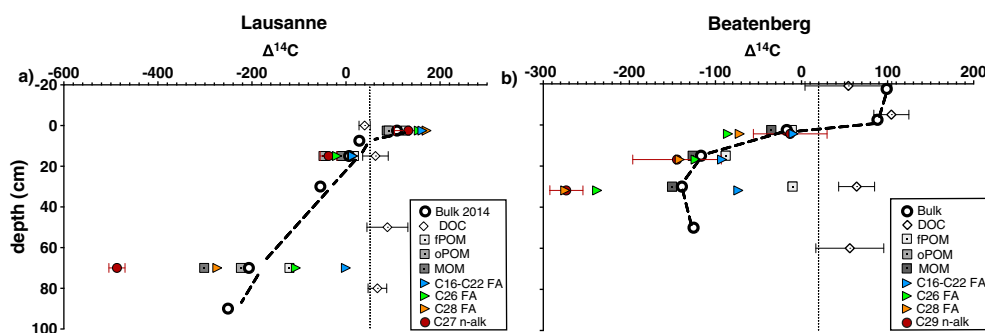 Lausanne
Δ14C
a)
-600 -400 -200 0 200
-20
0
20
40
60
80
100
depth (cm)
Bulk 2014
DOC
fPOM
oPOM
MOM
C16-C22 FA
C26 FA
C28 FA
C27 n-alk
Beatenberg
Δ14C
b)
-300 -200 -100 0 100 200
Bulk
DOC
fPOM
oPOM
MOM
C16-C22 FA
C26 FA
C28 FA
C29 n-alk